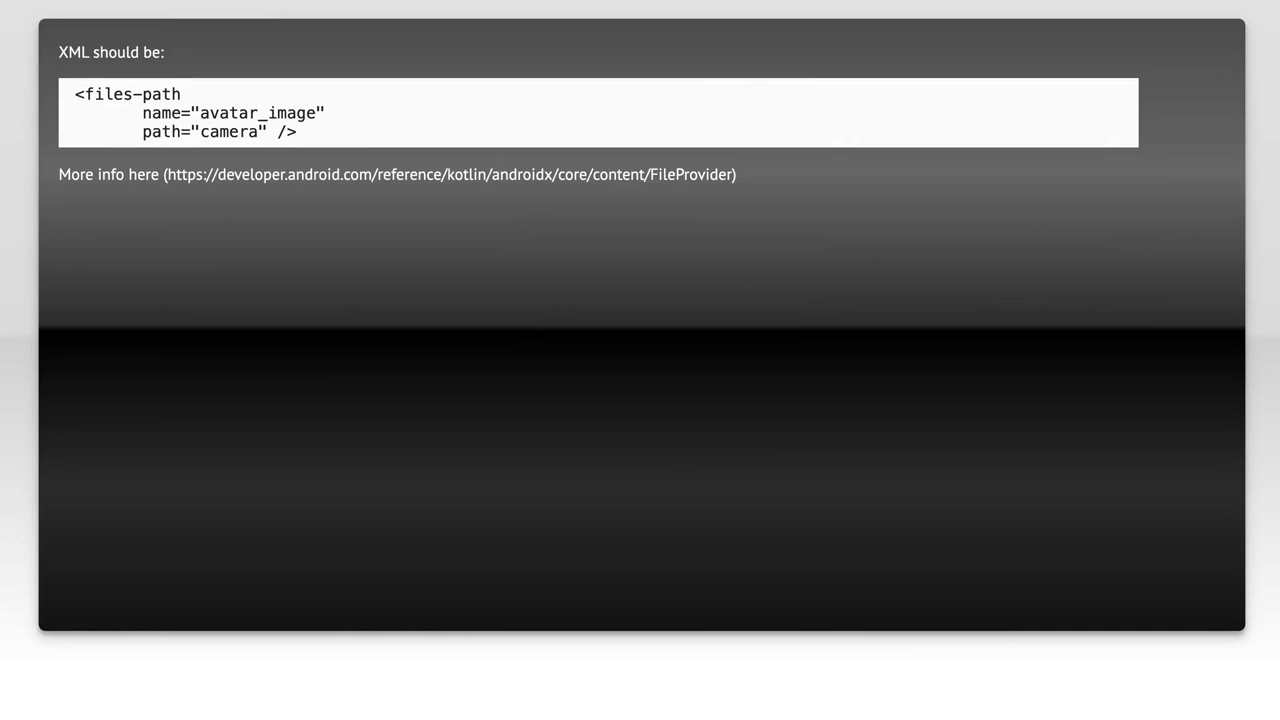 XML should be:
<files-path
name="avatar_image"
path="camera" />
More info here (https://developer.android.com/reference/kotlin/androidx/core/content/FileProvider)